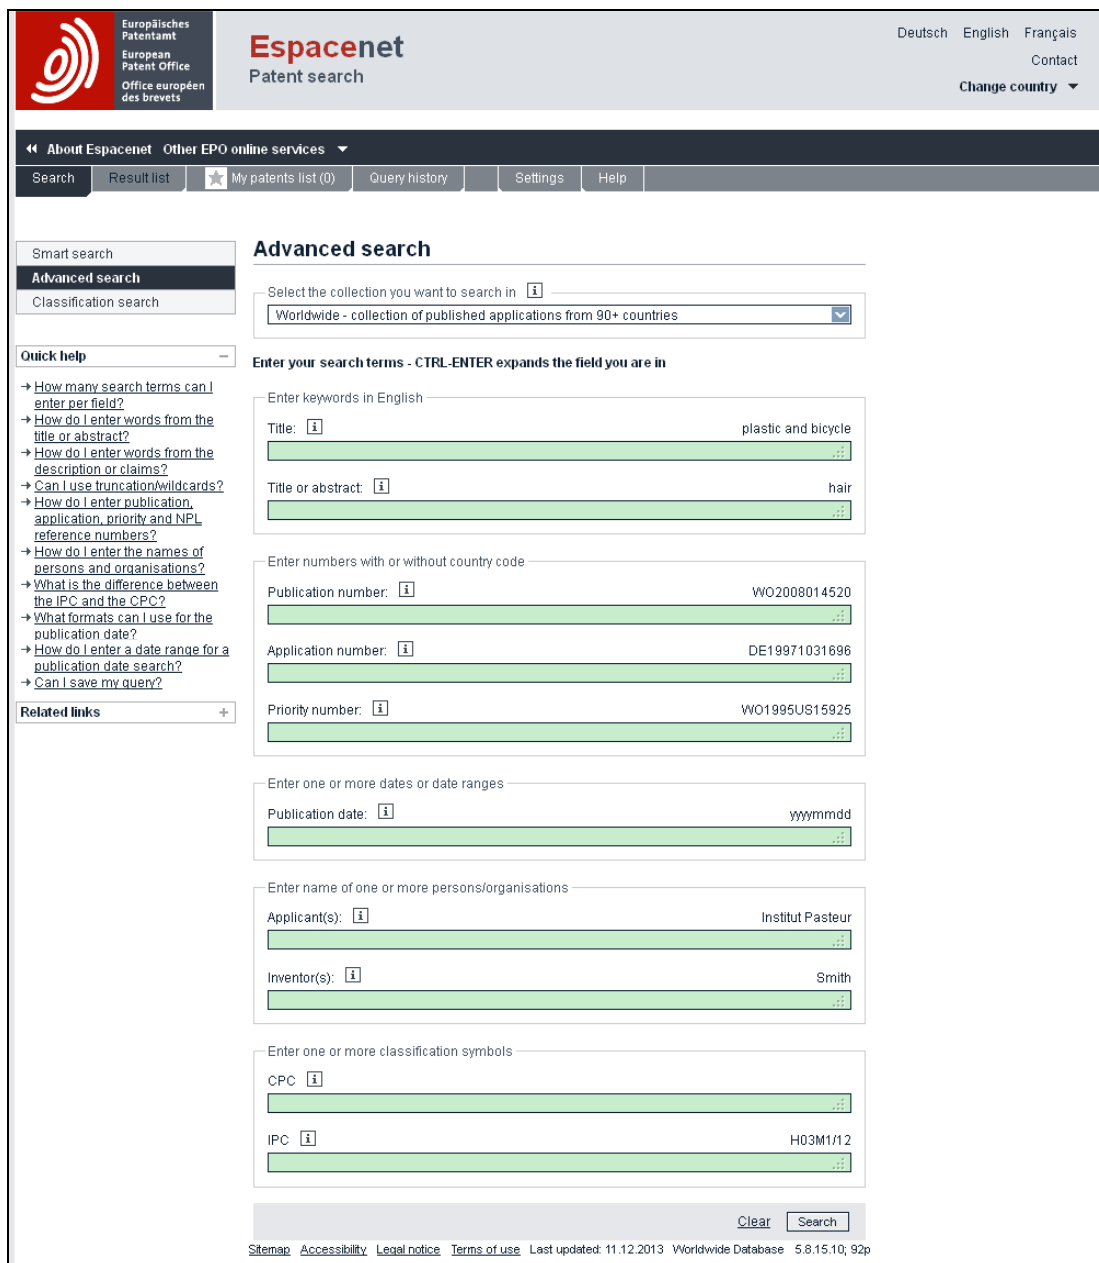 Europäisches
Patentamt
European
Patent Office
Office européen
des brevets
Espacenet
Patent search
Deutsch English Français
Contact
Change country
About Espacenet Other EPO online services
Search Result list My patents list (0) Query history Settings Help
Smart search
Advanced search
Classification search
Quick help
How many search terms can I
enter per field?
How do I enter words from the
title or abstract?
How do I enter words from the
description or claims?
Can I use truncation/wildcards?
How do I enter publication,
application, priority and NPL
reference numbers?
How do I enter the names of
persons and organisations?
What is the difference between
the IPC and the CPC?
What formats can I use for the
publication date?
How do I enter a date range for a
publication date search?
Can I save my query?
Related links
Advanced search
Select the collection you want to search in i
Worldwide - collection of published applications from 90+ countries
Enter your search terms - CTRL-ENTER expands the field you are in
Enter keywords in English
Title: i plastic and bicycle
Title or abstract: i hair
Enter numbers with or without country code
Publication number: i WO2008014520
Application number: i DE19971031696
Priority number: i WO1995US15925
Enter one or more dates or date ranges
Publication date: i yyyymmdd
Enter name of one or more persons/organisations
Applicant(s): i Institut Pasteur
Inventor(s): i Smith
Enter one or more classification symbols
CPC i
IPC i H03M1/12
Clear Search
Sitemap Accessibility Legal notice Terms of use Last updated: 11.12.2013 Worldwide Database 5.8.15.10; 92p